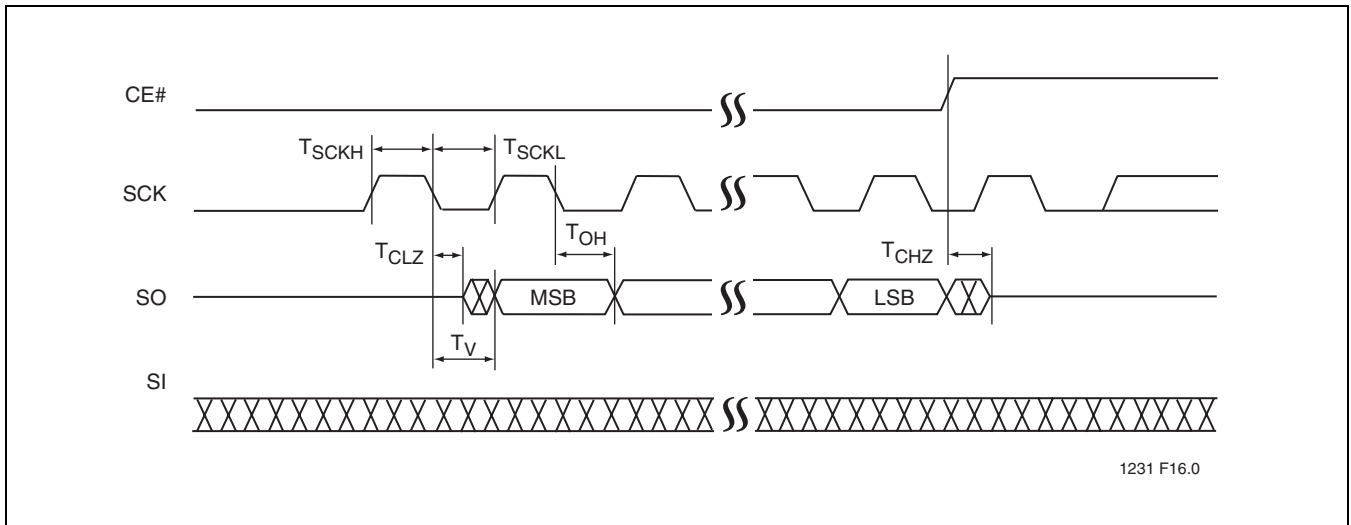 CE#
TSCKH
TSCKL
SCK
TOH
TCLZ
TCHZ
SO
MSB
LSB
TV
SI
1231 F16.0